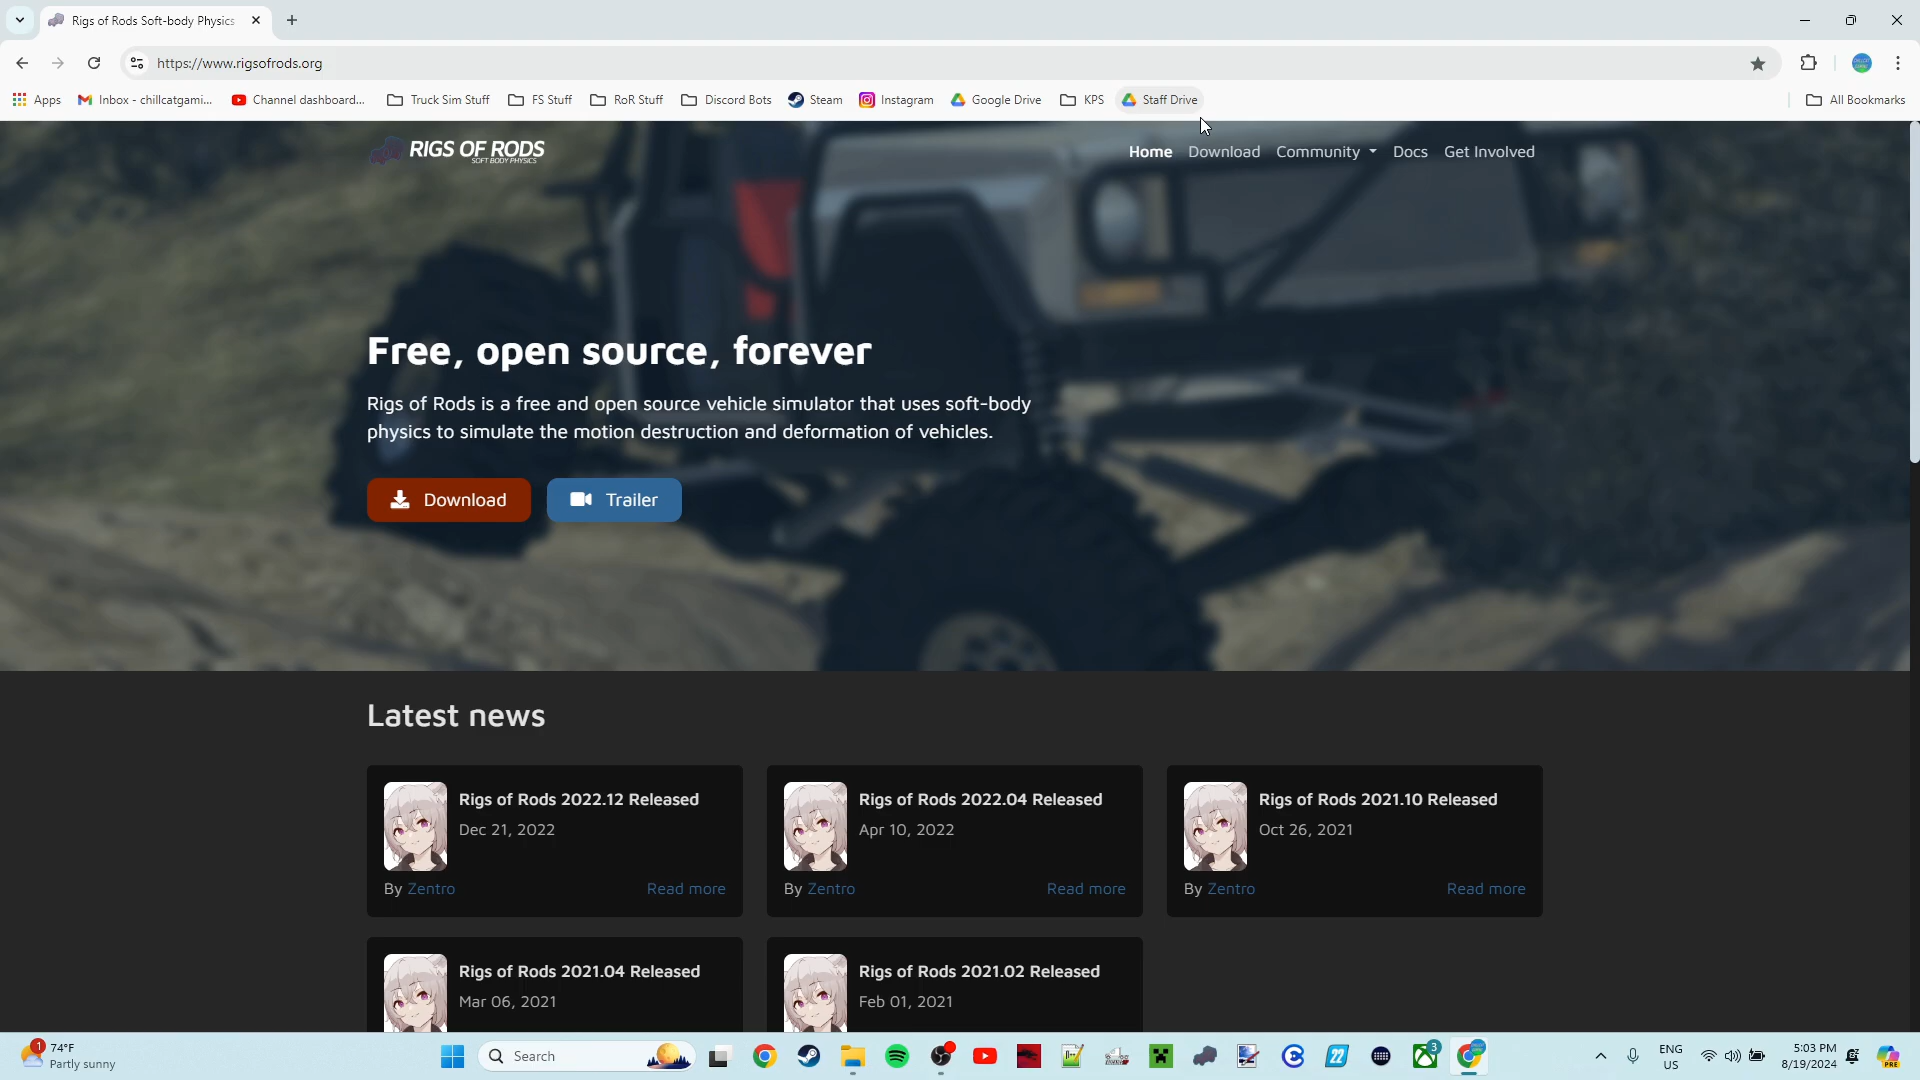 Rigs of Rods Soft-body Physics
https://www.rigsofrods.org
Apps
Inbox - chillcatgami...
Channel dashboard...
Truck Sim Stuff
FS Stuff
RoR Stuff
Discord Bots
Steam
Instagram
Google Drive
KPS
Staff Drive
All Bookmarks
RIGS OF RODS
SOFT BODY PHYSICS
Home
Download
Community
Docs
Get Involved
Free, open source, forever
Rigs of Rods is a free and open source vehicle simulator that uses soft-body
physics to simulate the motion destruction and deformation of vehicles.
Download
Trailer
Latest news
Rigs of Rods 2022.12 Released
Dec 21, 2022
By Zentro
Read more
Rigs of Rods 2022.04 Released
Apr 10, 2022
By Zentro
Read more
Rigs of Rods 2021.10 Released
Oct 26, 2021
By Zentro
Read more
Rigs of Rods 2021.04 Released
Mar 06, 2021
Rigs of Rods 2021.02 Released
Feb 01, 2021
1
74°F
Partly sunny
Search
22
3
ENG
US
5:03 PM
8/19/2024
PRE